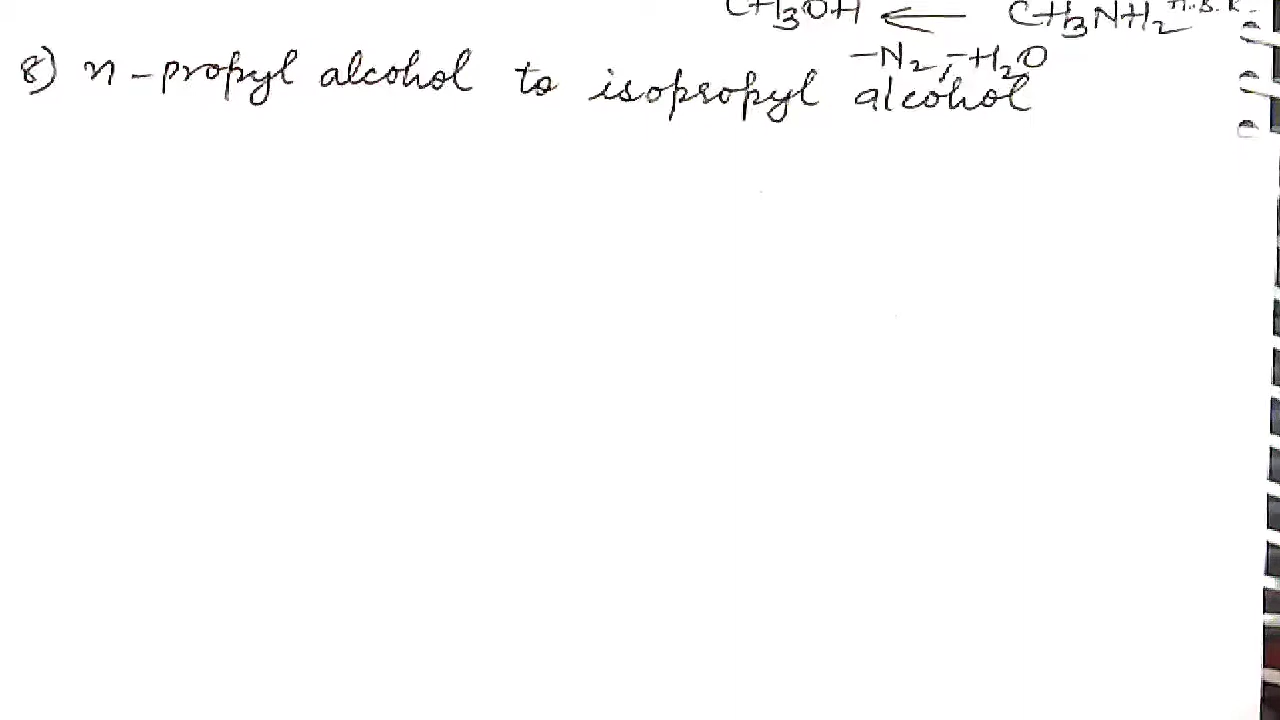 CH₃OH ← CH₃NH₂ H.B.R.
-N₂, -H₂O
8) n-propyl alcohol to isopropyl alcohol